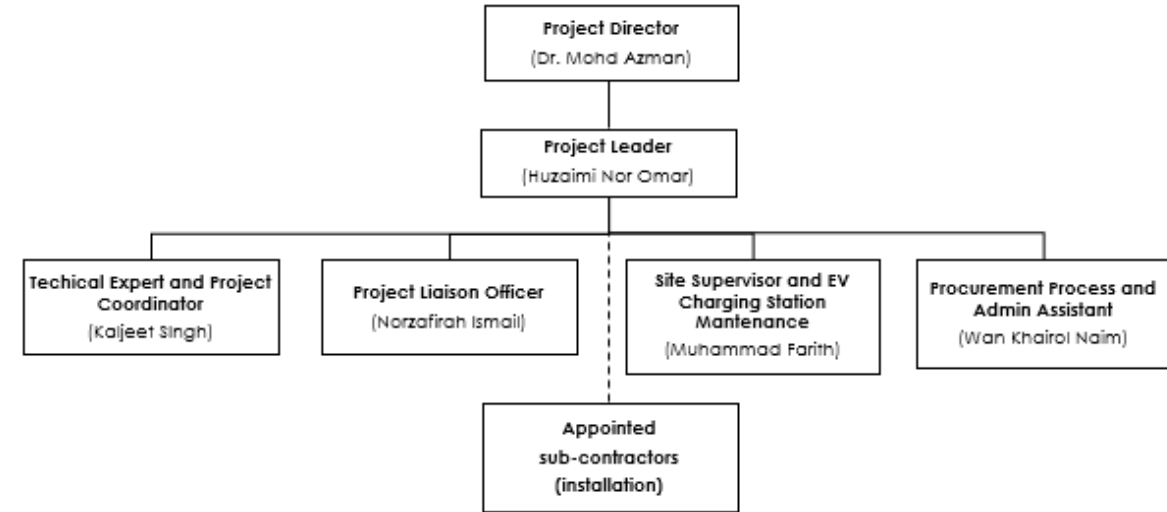 Project Director
(Dr. Mohd Azman)
Project Leader
(Huzaimi Nor Omar)
Techical Expert and Project
Coordinator
(Kaljeet Singh)
Project Liaison Officer
(Norzafirah Ismail)
Site Supervisor and EV
Charging Station
Mantenance
(Muhammad Farith)
Procurement Process and
Admin Assistant
(Wan Khairol Naim)
Appointed
sub-contractors
(installation)